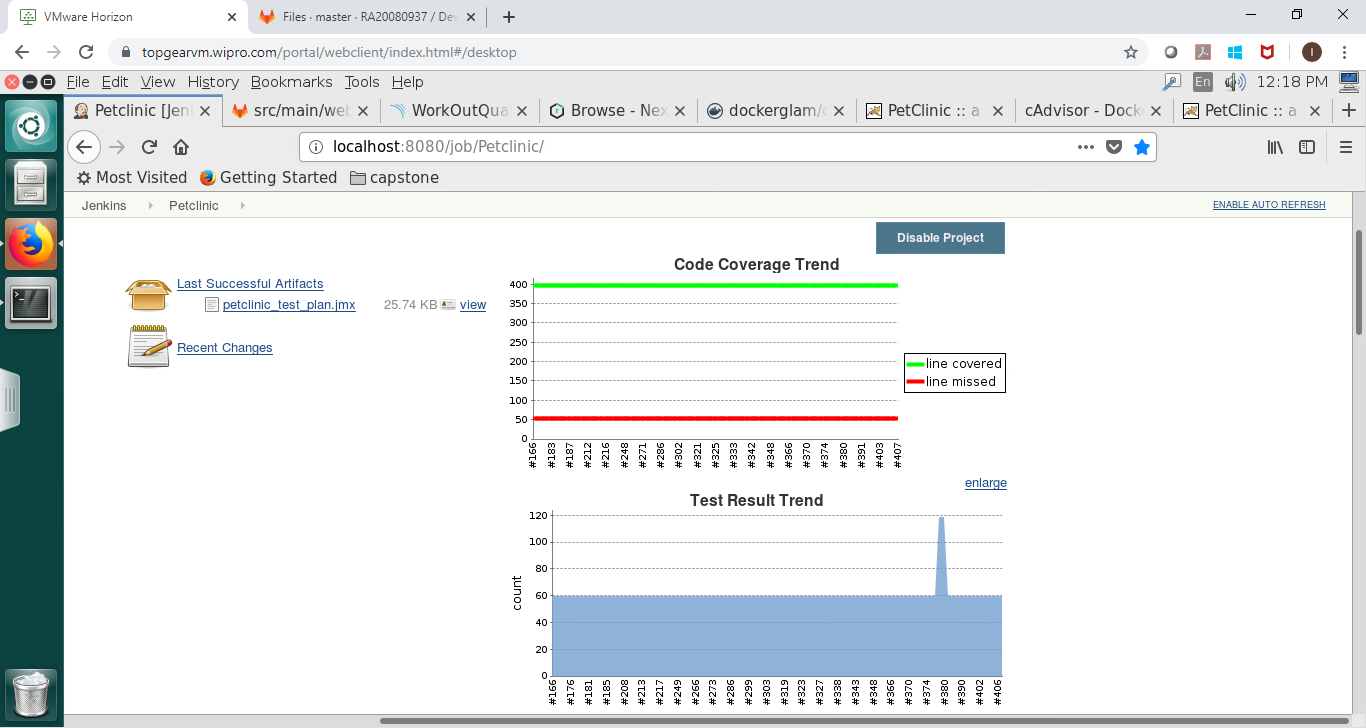 VMware Horizon
Files · master · RA20080937 / Dev
topgearvm.wipro.com/portal/webclient/index.html#/desktop
I
File Edit View History Bookmarks Tools Help
En
12:18 PM
Petclinic [Jen
src/main/web
WorkOutQua
Browse - Nex
dockerglam/c
PetClinic :: a
cAdvisor - Dock
PetClinic :: a
localhost:8080/job/Petclinic/
Most Visited Getting Started capstone
Jenkins Petclinic ENABLE AUTO REFRESH
Disable Project
Last Successful Artifacts
petclinic_test_plan.jmx 25.74 KB view
Recent Changes
Code Coverage Trend
400
350
300
250
200
150
100
50
0
#166 #183 #187 #212 #216 #248 #271 #286 #302 #321 #325 #333 #342 #348 #366 #370 #374 #380 #391 #403 #407
line covered
line missed
enlarge
Test Result Trend
count
120
100
80
60
40
20
0
#166 #176 #181 #185 #208 #213 #217 #249 #266 #273 #286 #299 #303 #319 #323 #327 #338 #343 #348 #366 #370 #374 #380 #390 #402 #406